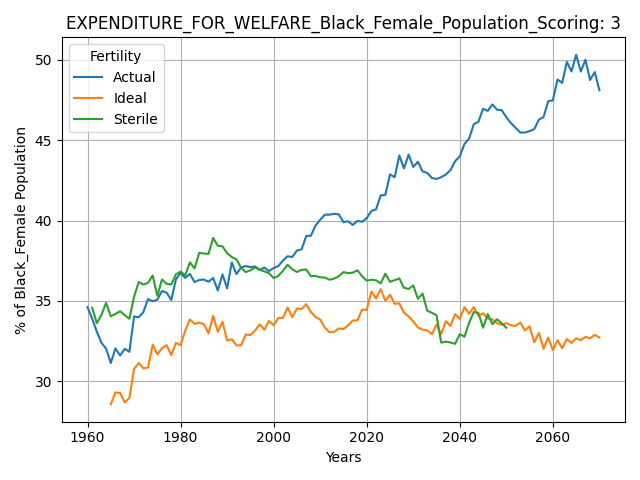 EXPENDITURE_FOR_WELFARE_Black_Female_Population_Scoring: 3
Fertility
Actual
Ideal
Sterile
% of Black_Female Population
50
45
40
35
30
1960 1980 2000 2020 2040 2060
Years